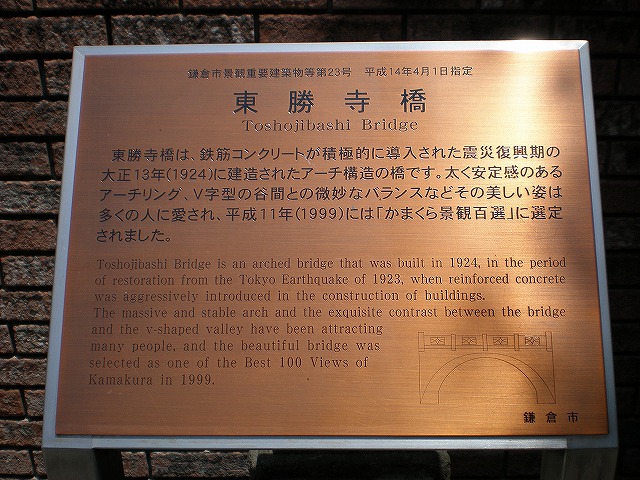 鎌倉市景観重要建築物等第23号　平成14年4月1日指定
東勝寺橋
Toshojibashi Bridge
東勝寺橋は、鉄筋コンクリートが積極的に導入された震災復興期の
大正13年(1924)に建造されたアーチ構造の橋です。太く安定感のある
アーチリング、V字型の谷間との微妙なバランスなどその美しい姿は
多くの人に愛され、平成11年(1999)には「かまくら景観百選」に選定
されました。
Toshojibashi Bridge is an arched bridge that was built in 1924, in the period
of restoration from the Tokyo Earthquake of 1923, when reinforced concrete
was aggressively introduced in the construction of buildings.
The massive and stable arch and the exquisite contrast between the bridge
and the v-shaped valley have been attracting
many people, and the beautiful bridge was
selected as one of the Best 100 Views of
Kamakura in 1999.
鎌倉市